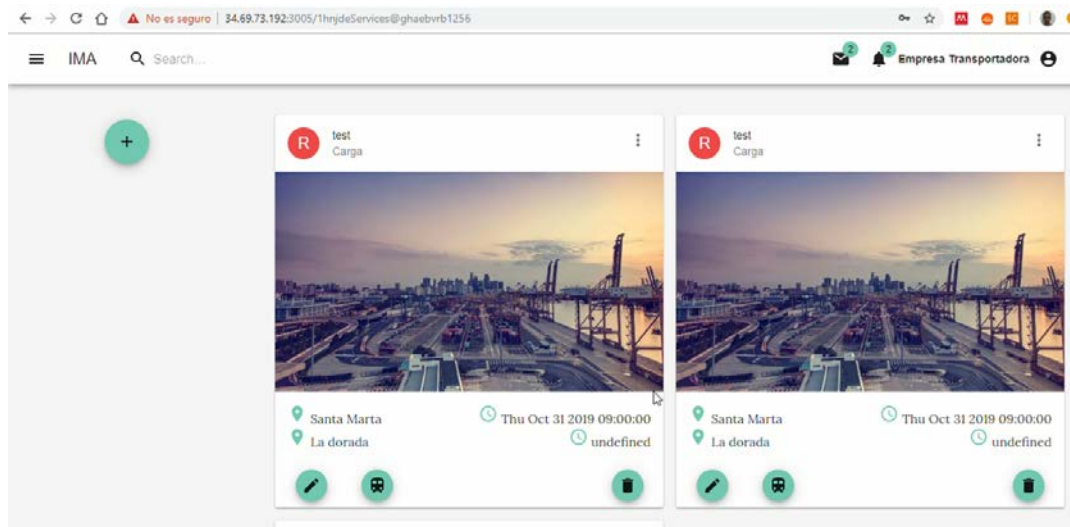 No es seguro | 34.69.73.192:3005/1hnjdeServices@ghaebvrb1256
IMA
Search...
2
2
Empresa Transportadora
+
R
test
Carga
R
test
Carga
Santa Marta
Thu Oct 31 2019 09:00:00
La dorada
undefined
Santa Marta
Thu Oct 31 2019 09:00:00
La dorada
undefined